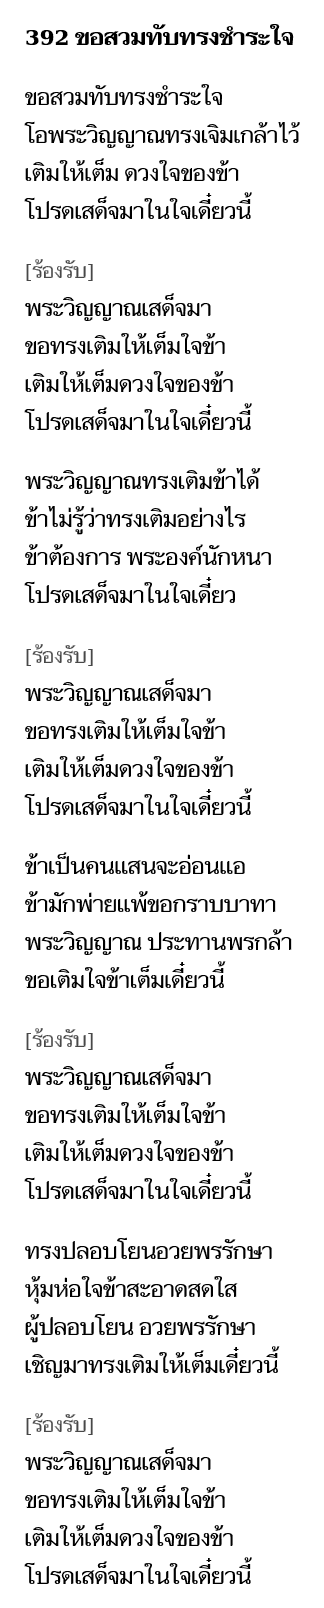 392 ขอสวมทับทรงชำระใจ
ขอสวมทับทรงชำระใจ
โอพระวิญญาณทรงเจิมเกล้าไว้
เติมให้เต็ม ดวงใจของข้า
โปรดเสด็จมาในใจเดี๋ยวนี้
[ร้องรับ]
พระวิญญาณเสด็จมา
ขอทรงเติมให้เต็มใจข้า
เติมให้เต็มดวงใจของข้า
โปรดเสด็จมาในใจเดี๋ยวนี้
พระวิญญาณทรงเติมข้าได้
ข้าไม่รู้ว่าทรงเติมอย่างไร
ข้าต้องการ พระองค์นักหนา
โปรดเสด็จมาในใจเดี๋ยว
[ร้องรับ]
พระวิญญาณเสด็จมา
ขอทรงเติมให้เต็มใจข้า
เติมให้เต็มดวงใจของข้า
โปรดเสด็จมาในใจเดี๋ยวนี้
ข้าเป็นคนแสนจะอ่อนแอ
ข้ามักพ่ายแพ้ขอกราบบาทา
พระวิญญาณ ประทานพรกล้า
ขอเติมใจข้าเต็มเดี๋ยวนี้
[ร้องรับ]
พระวิญญาณเสด็จมา
ขอทรงเติมให้เต็มใจข้า
เติมให้เต็มดวงใจของข้า
โปรดเสด็จมาในใจเดี๋ยวนี้
ทรงปลอบโยนอวยพรรักษา
หุ้มห่อใจข้าสะอาดสดใส
ผู้ปลอบโยน อวยพรรักษา
เชิญมาทรงเติมให้เต็มเดี๋ยวนี้
[ร้องรับ]
พระวิญญาณเสด็จมา
ขอทรงเติมให้เต็มใจข้า
เติมให้เต็มดวงใจของข้า
โปรดเสด็จมาในใจเดี๋ยวนี้